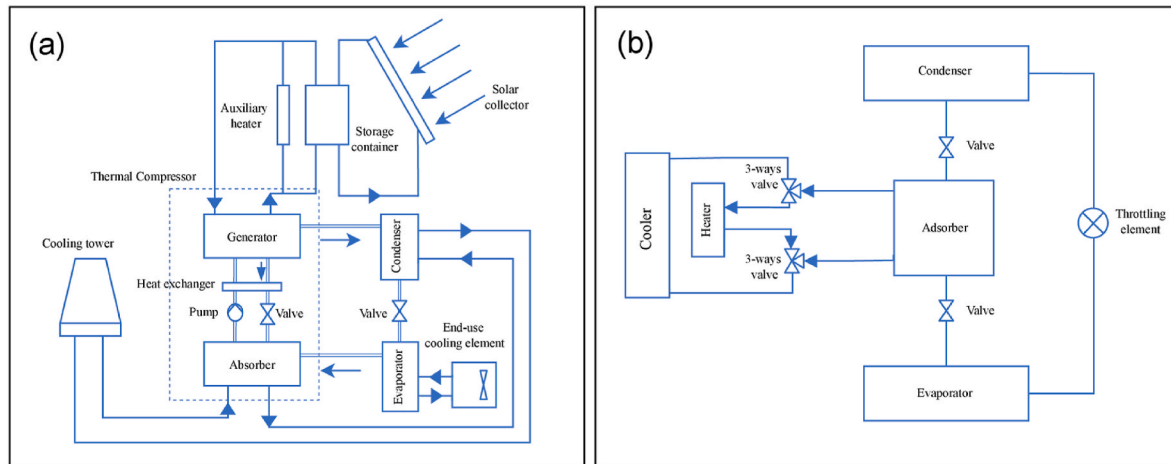 (a)
Auxiliary
heater
Storage
container
Solar
collector
Thermal Compressor
Cooling tower
Generator
Condenser
Heat exchanger
Pump
Valve
Valve
End-use
cooling element
Absorber
Evaporator
(b)
Condenser
Valve
3-ways
valve
Cooler
Heater
Adsorber
Throttling
element
3-ways
valve
Valve
Evaporator